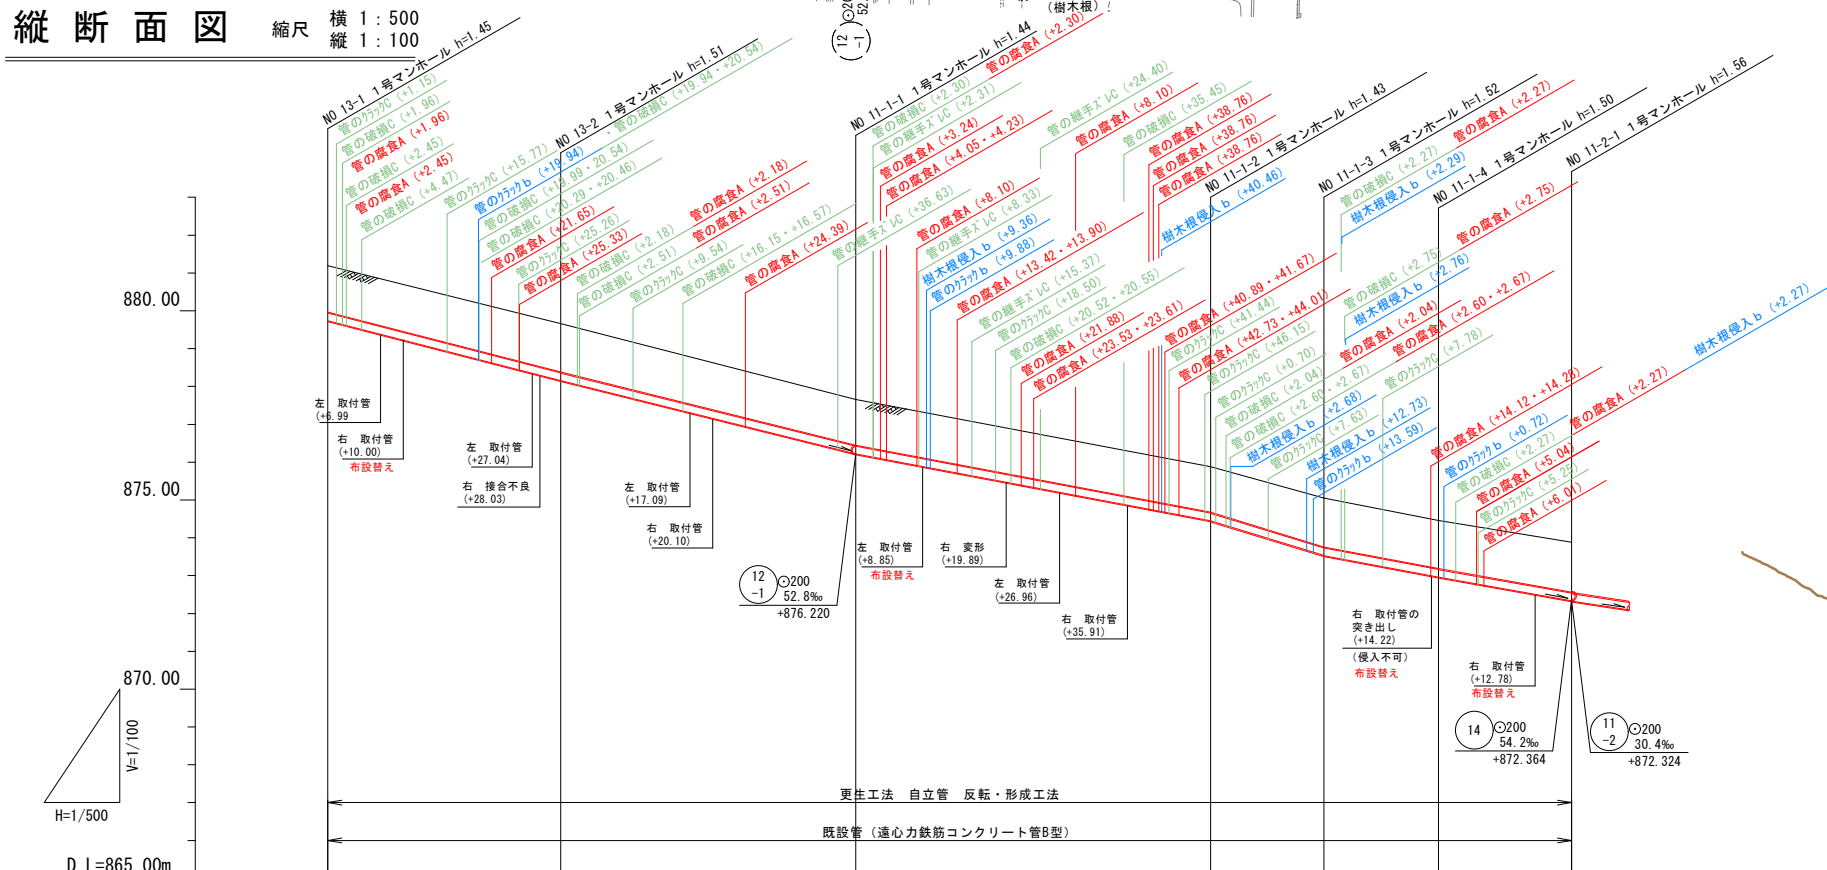 縦断面図
縮尺
横 1：500
縦 1：100
（樹木根）
12
-1
NO 13-1 1号マンホール h=1.45
管のクラックC (+1.15)
管の破損C (+1.96)
管の腐食A (+1.96)
管の破損C (+2.45)
管の腐食A (+2.45)
管の破損C (+4.47)
NO 13-2 1号マンホール h=1.51
管のクラックC (+15.77)
・管の破損C (+19.94・+20.54)
管のクラックb (+19.94)
管の破損C (+19.99・+20.54)
管の破損C (+20.29・+20.46)
管の腐食A (+21.65)
管のクラックC (+25.26)
管の腐食A (+25.33)
管の破損C (+2.18)
管の腐食A (+2.18)
管の破損C (+2.51)
管の腐食A (+2.51)
管のクラックC (+9.54)
管の破損C (+16.15・+16.57)
管の腐食A (+24.39)
NO 11-1-1 1号マンホール h=1.44
管の破損C (+2.30)
管の腐食A (+2.30)
管の継手ズレC (+2.31)
管の腐食A (+3.24)
管の腐食A (+4.05・+4.23)
管の継手ズレC (+36.63)
管の腐食A (+8.10)
管の継手ズレC (+8.33)
樹木根侵入b (+9.36)
管のクラックb (+9.88)
管の腐食A (+13.42・+13.90)
管の継手ズレC (+15.37)
管のクラックC (+18.50)
管の破損C (+20.52・+20.55)
管の腐食A (+21.88)
管の腐食A (+23.53・+23.61)
管の継手ズレC (+24.40)
管の腐食A (+8.10)
管の破損C (+35.45)
管の腐食A (+38.76)
管の腐食A (+38.76)
管の腐食A (+38.76)
樹木根侵入b (+40.46)
管の腐食A (+40.89・+41.67)
管のクラックC (+41.44)
管の腐食A (+42.73・+44.01)
管のクラックC (+46.15)
NO 11-1-2 1号マンホール h=1.43
管のクラックC (+0.70)
管の破損C (+2.04)
管の腐食A (+2.04)
管の破損C (+2.60・+2.67)
管の腐食A (+2.60・+2.67)
樹木根侵入b (+2.68)
管のクラックC (+7.63)
管のクラックC (+7.78)
樹木根侵入b (+12.73)
管のクラックb (+13.59)
NO 11-1-3 1号マンホール h=1.52
管の破損C (+2.27)
管の腐食A (+2.27)
樹木根侵入b (+2.29)
管の破損C (+2.75)
管の腐食A (+2.75)
樹木根侵入b (+2.76)
管の腐食A (+14.12・+14.28)
NO 11-1-4 1号マンホール h=1.50
管のクラックb (+0.72)
管の破損C (+2.27)
管の腐食A (+2.27)
樹木根侵入b (+2.27)
管の腐食A (+5.04)
管のクラックC (+5.25)
管の腐食A (+6.01)
NO 11-2-1 1号マンホール h=1.56
880.00
875.00
870.00
D L=865.00m
V=1/100
H=1/500
左 取付管
(+6.99
右 取付管
(+10.00)
布設替え
左 取付管
(+27.04)
右 接合不良
(+28.03)
左 取付管
(+17.09)
右 取付管
(+20.10)
12
-1
⊙200
52.8‰
+876.220
左 取付管
(+8.85)
布設替え
右 変形
(+19.89)
左 取付管
(+26.96)
右 取付管
(+35.91)
右 取付管の
突き出し
(+14.22)
（侵入不可）
布設替え
右 取付管
(+12.78)
布設替え
14
⊙200
54.2‰
+872.364
11
-2
⊙200
30.4‰
+872.324
更生工法 自立管 反転・形成工法
既設管（遠心力鉄筋コンクリート管B型）